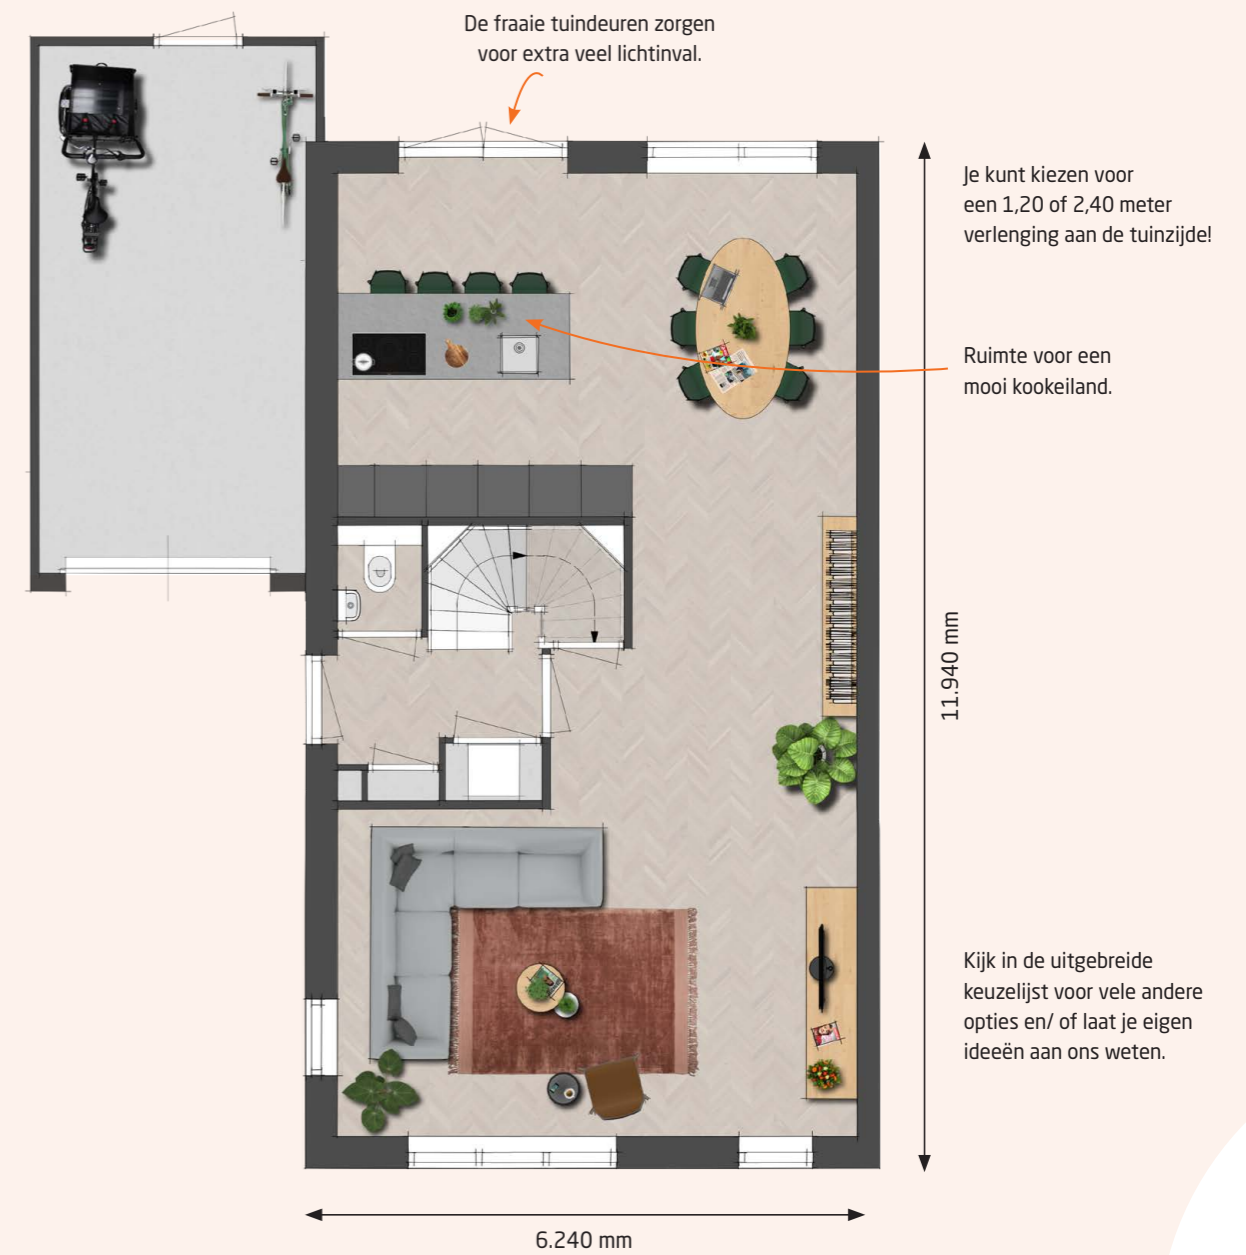 De fraaie tuindeuren zorgen
voor extra veel lichtinval.
Je kunt kiezen voor
een 1,20 of 2,40 meter
verlenging aan de tuinzijde!
Ruimte voor een
mooi kookeiland.
11.940 mm
Kijk in de uitgebreide
keuzelijst voor vele andere
opties en/ of laat je eigen
ideeën aan ons weten.
6.240 mm